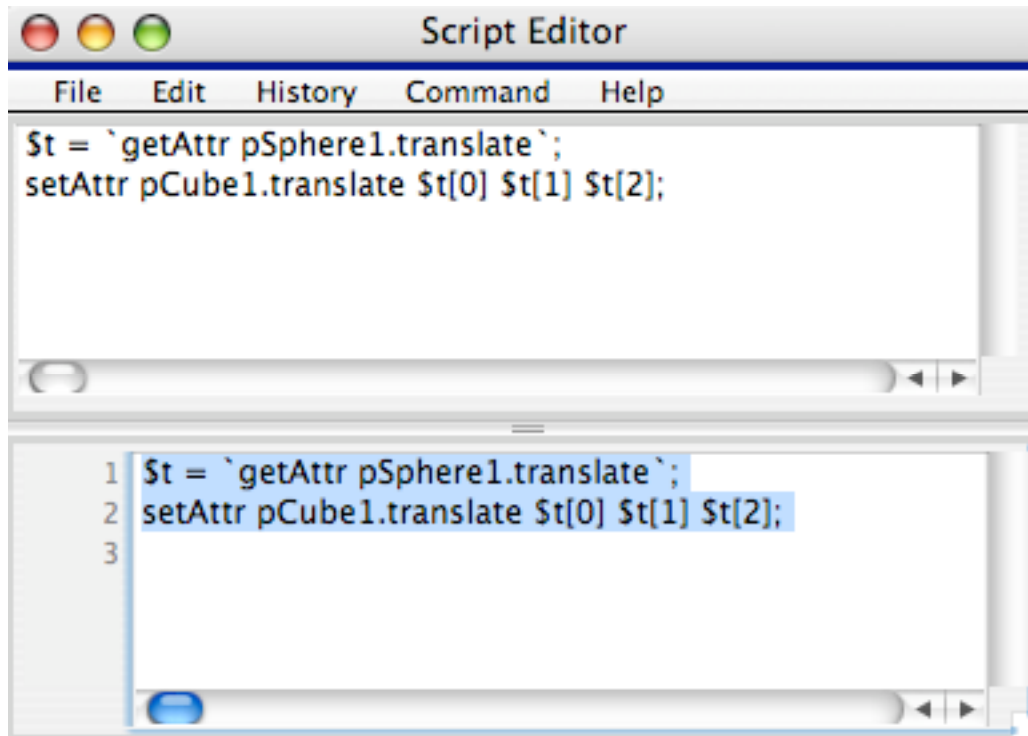 Script Editor
File Edit History Command Help
$t = `getAttr pSphere1.translate`;
setAttr pCube1.translate $t[0] $t[1] $t[2];
1 $t = `getAttr pSphere1.translate`;
2 setAttr pCube1.translate $t[0] $t[1] $t[2];
3